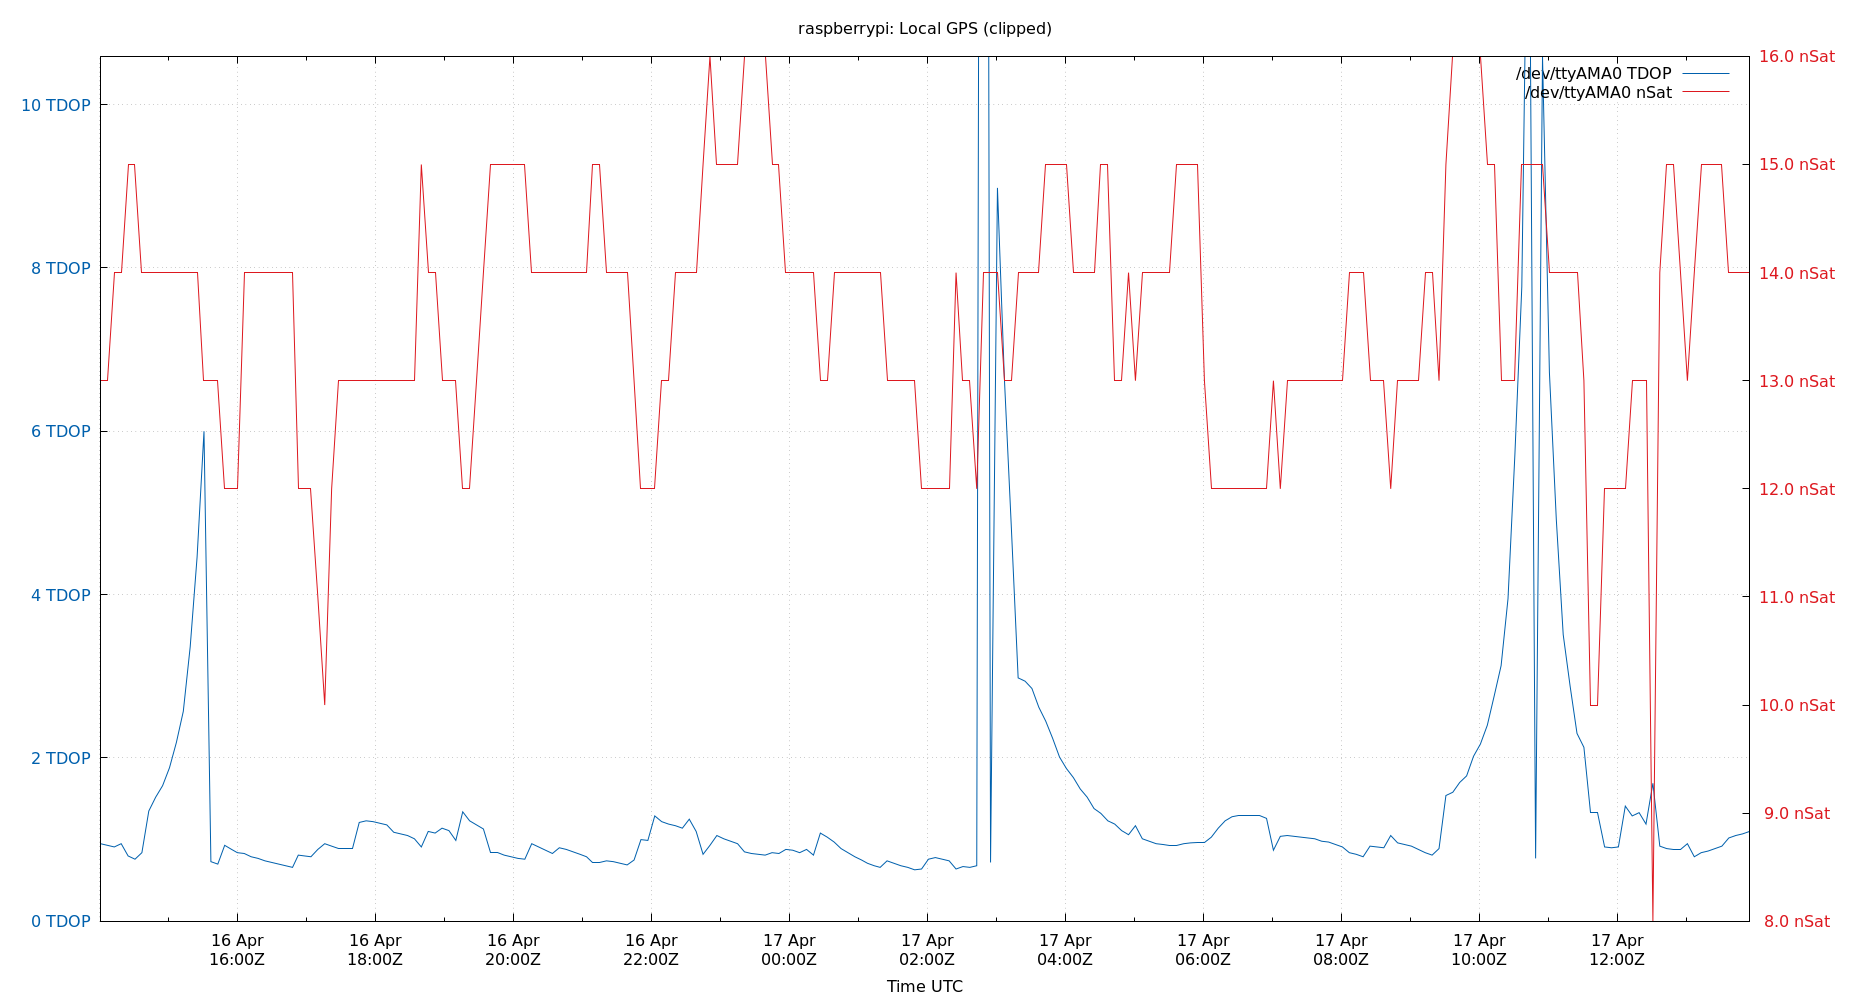 raspberrypi: Local GPS (clipped)
/dev/ttyAMA0 TDOP
/dev/ttyAMA0 nSat
10 TDOP
8 TDOP
6 TDOP
4 TDOP
2 TDOP
0 TDOP
16.0 nSat
15.0 nSat
14.0 nSat
13.0 nSat
12.0 nSat
11.0 nSat
10.0 nSat
9.0 nSat
8.0 nSat
16 Apr
16:00Z
16 Apr
18:00Z
16 Apr
20:00Z
16 Apr
22:00Z
17 Apr
00:00Z
17 Apr
02:00Z
17 Apr
04:00Z
17 Apr
06:00Z
17 Apr
08:00Z
17 Apr
10:00Z
17 Apr
12:00Z
Time UTC